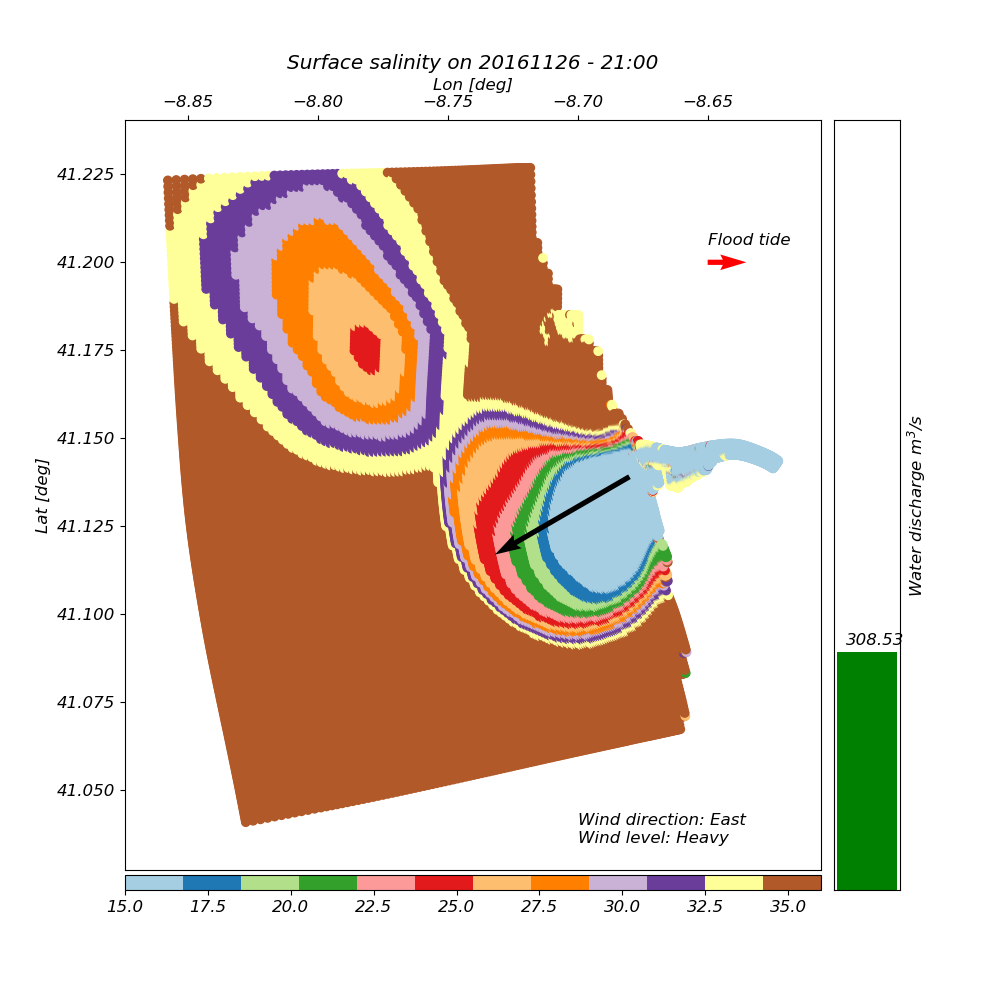 Surface salinity on 20161126 - 21:00
Lon [deg]
−8.85 −8.80 −8.75 −8.70 −8.65
41.225
41.200
41.175
41.150
41.125
41.100
41.075
41.050
Lat [deg]
Flood tide
Wind direction: East
Wind level: Heavy
308.53
Water discharge m³/s
15.0 17.5 20.0 22.5 25.0 27.5 30.0 32.5 35.0